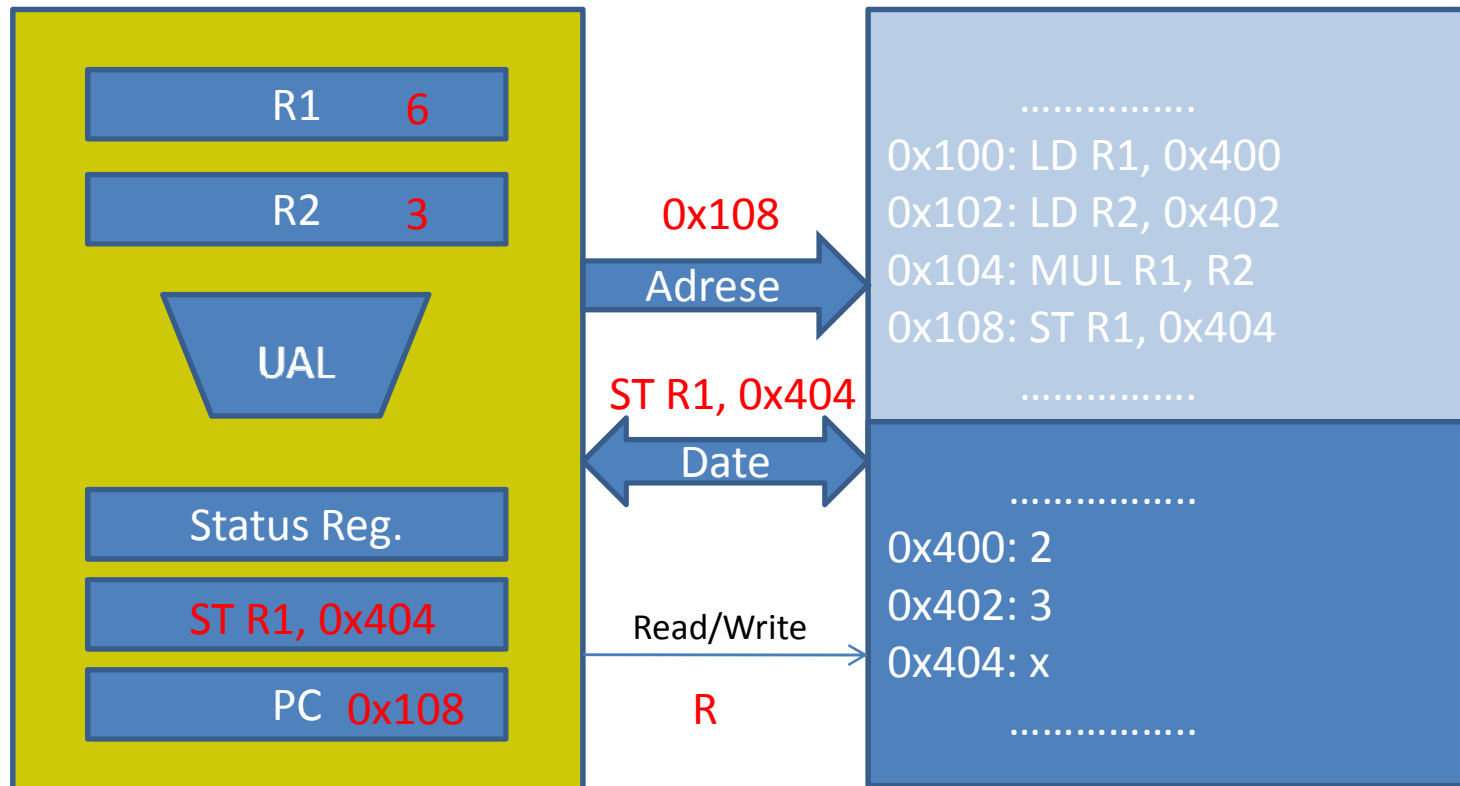 R1 6
R2 3
UAL
Status Reg.
ST R1, 0x404
PC 0x108
0x108
Adrese
ST R1, 0x404
Date
Read/Write
R
…………….
0x100: LD R1, 0x400
0x102: LD R2, 0x402
0x104: MUL R1, R2
0x108: ST R1, 0x404
…………….
……………..
0x400: 2
0x402: 3
0x404: x
……………..